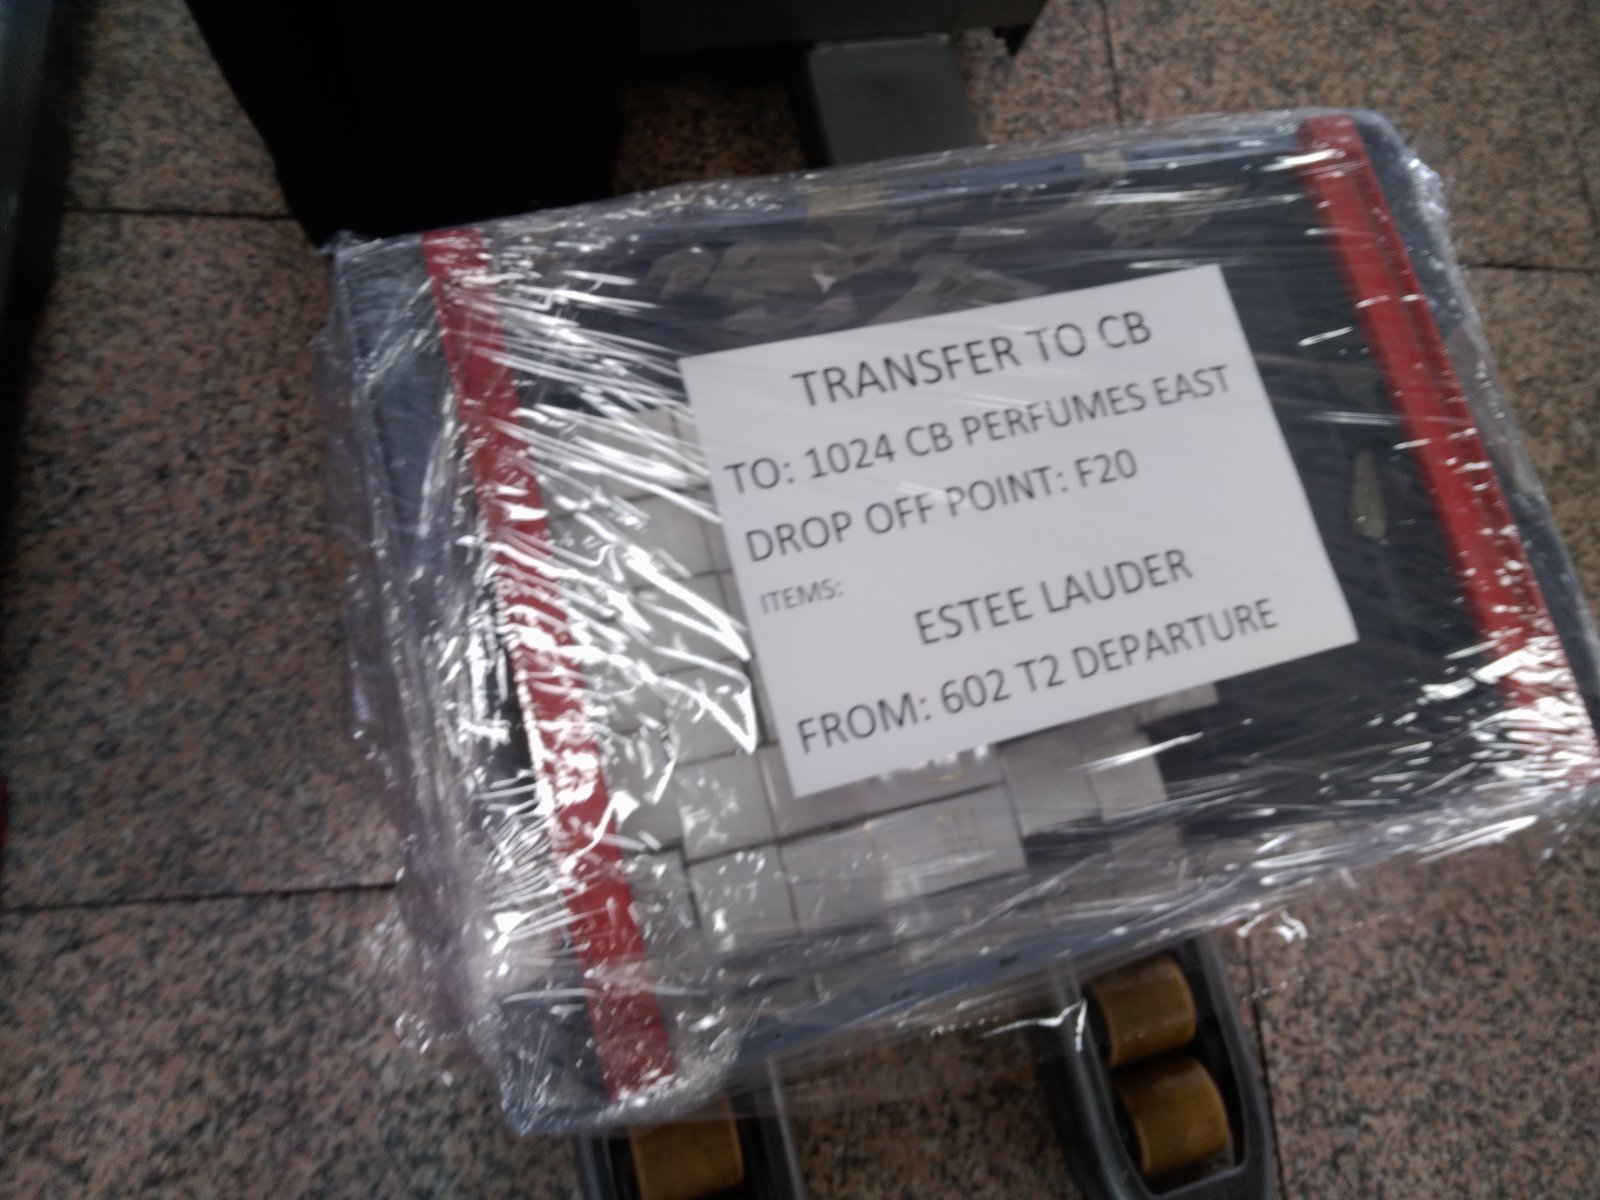 TRANSFER TO CB
TO: 1024 CB PERFUMES EAST
DROP OFF POINT: F20
ITEMS:
ESTEE LAUDER
FROM: 602 T2 DEPARTURE